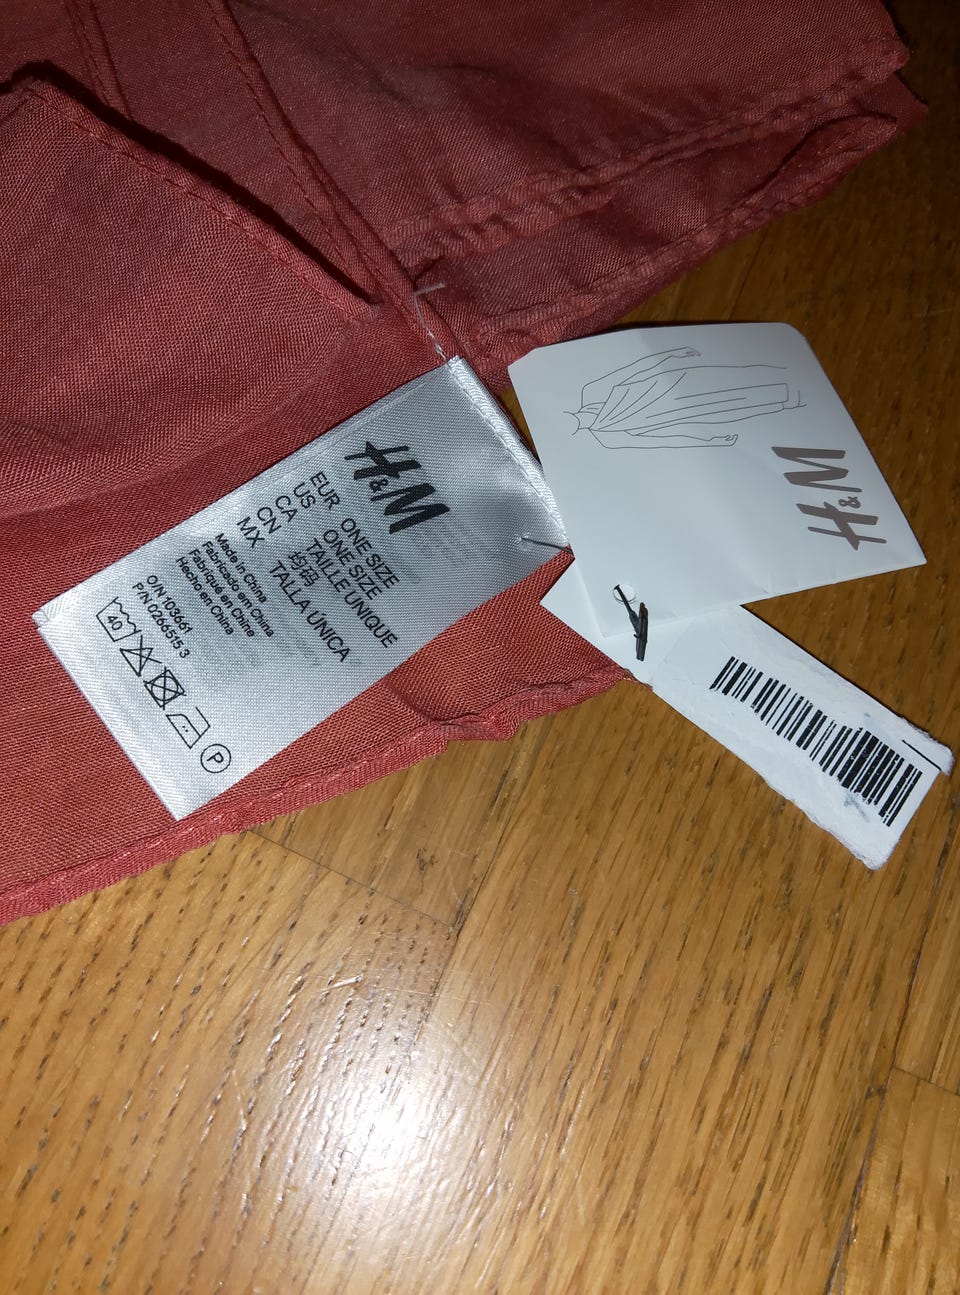 H&M
EUR ONE SIZE
US ONE SIZE
CA TAILLE UNIQUE
CN 均码
MX TALLA ÚNICA
Made in China
Fabricado em China
Fabriqué en Chine
Hecho en China
O/N 103661
P/N 0266515 3
40
P
H&M